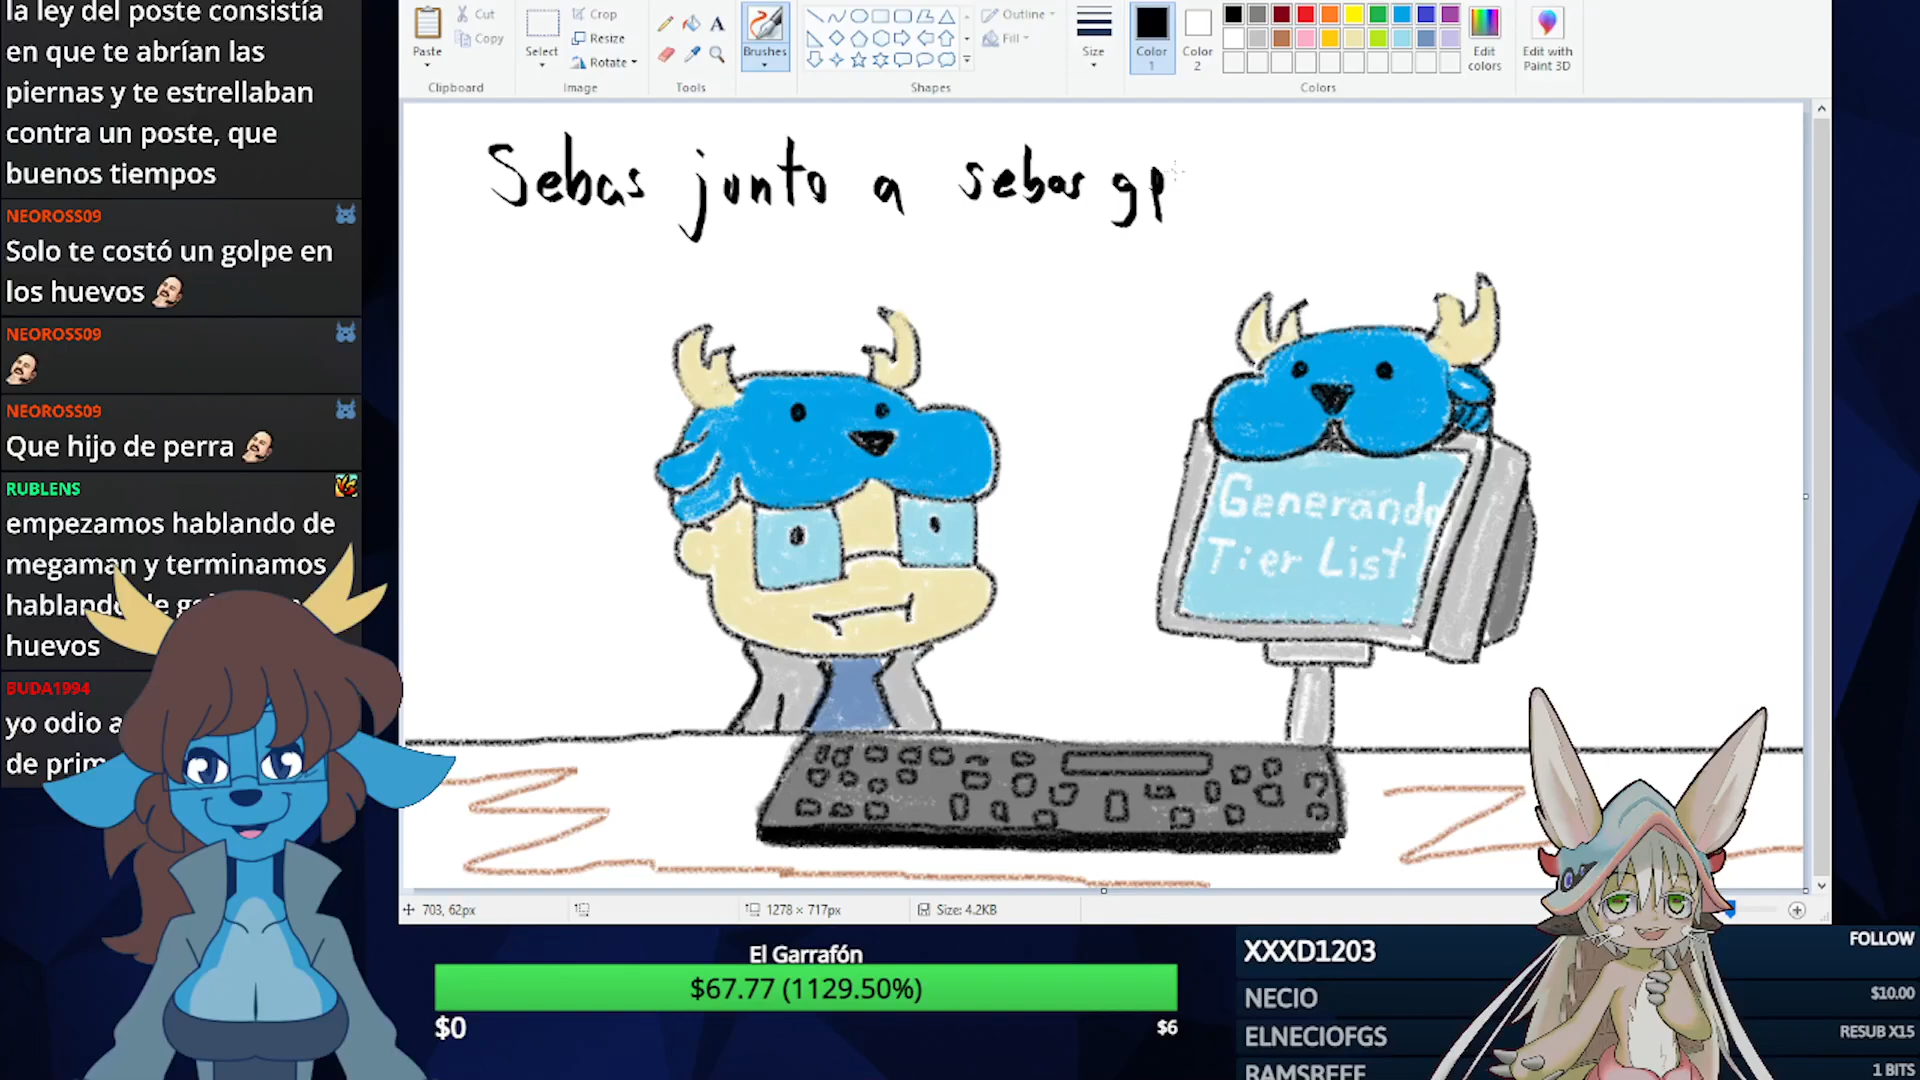 la ley del poste consistía
en que te abrían las
piernas y te estrellaban
contra un poste, que
buenos tiempos
NEOROSS09
Solo te costó un golpe en
los huevos
NEOROSS09
NEOROSS09
Que hijo de perra
RUBLENS
empezamos hablando de
megaman y terminamos
hablando de
huevos
BUDA1994
yo odio a
de prim
Paste
Cut
Copy
Clipboard
Select
Crop
Resize
Rotate
Image
A
Tools
Brushes
Shapes
Outline
Fill
Size
Color
1
Color
2
Colors
Edit
colors
Edit with
Paint 3D
Sebas junto a sebas gp
Generando
Tier List
703, 62px
1278 × 717px
Size: 4.2KB
El Garrafón
$67.77 (1129.50%)
$0
$6
XXXD1203
FOLLOW
NECIO
$10.00
ELNECIOFGS
RESUB X15
RAMSREEE
1 BITS